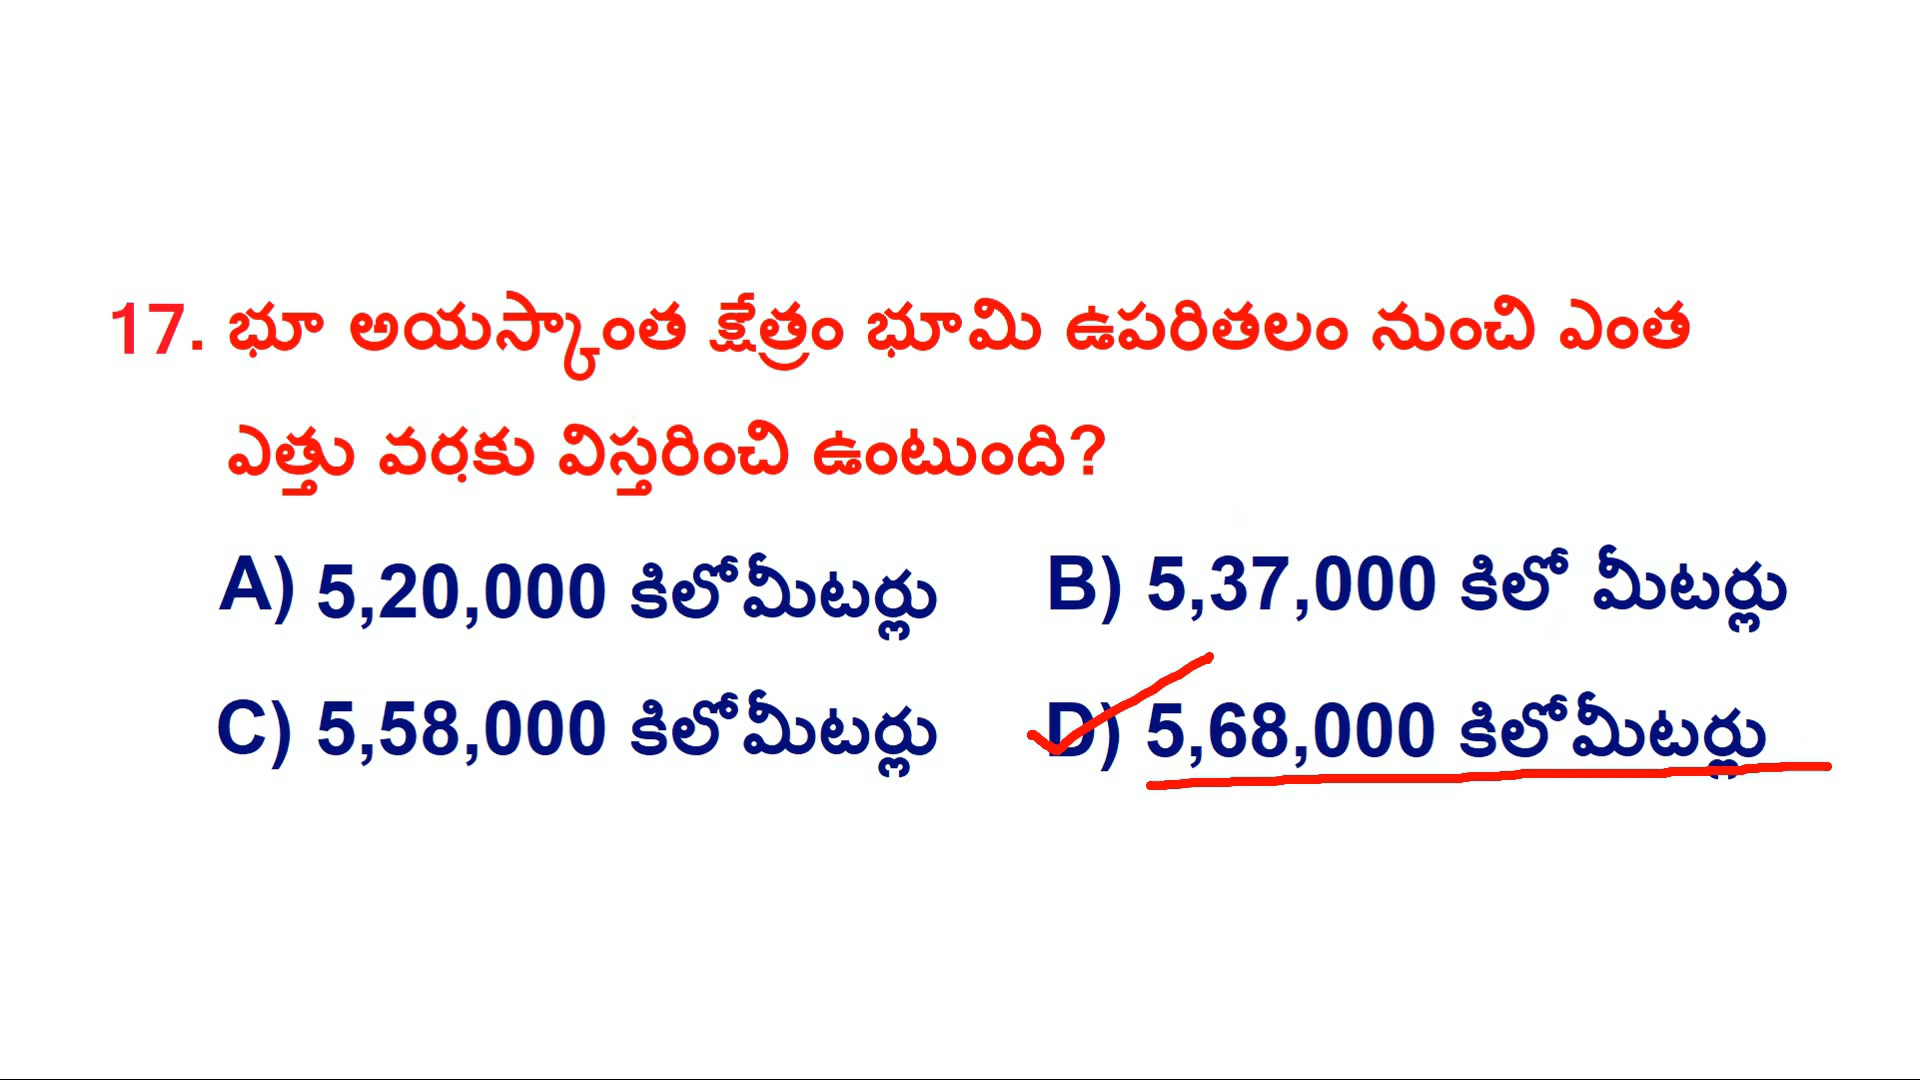 17. భూ అయస్కాంత క్షేత్రం భూమి ఉపరితలం నుంచి ఎంత
ఎత్తు వరకు విస్తరించి ఉంటుంది?
A) 5,20,000 కిలోమీటర్లు B) 5,37,000 కిలో మీటర్లు
C) 5,58,000 కిలోమీటర్లు D) 5,68,000 కిలోమీటర్లు